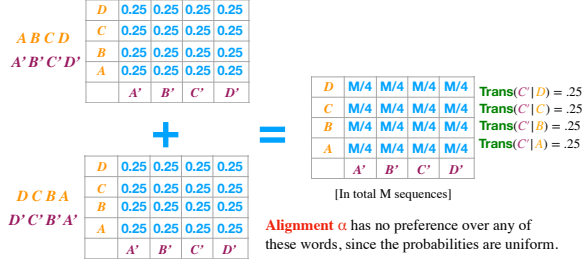 A B C D
A' B' C' D'
D 0.25 0.25 0.25 0.25
C 0.25 0.25 0.25 0.25
B 0.25 0.25 0.25 0.25
A 0.25 0.25 0.25 0.25
A' B' C' D'
+
=
D C B A
D' C' B' A'
D 0.25 0.25 0.25 0.25
C 0.25 0.25 0.25 0.25
B 0.25 0.25 0.25 0.25
A 0.25 0.25 0.25 0.25
A' B' C' D'
D M/4 M/4 M/4 M/4
C M/4 M/4 M/4 M/4
B M/4 M/4 M/4 M/4
A M/4 M/4 M/4 M/4
A' B' C' D'
Trans(C'|D) = .25
Trans(C'|C) = .25
Trans(C'|B) = .25
Trans(C'|A) = .25
[In total M sequences]
Alignment α has no preference over any of
these words, since the probabilities are uniform.